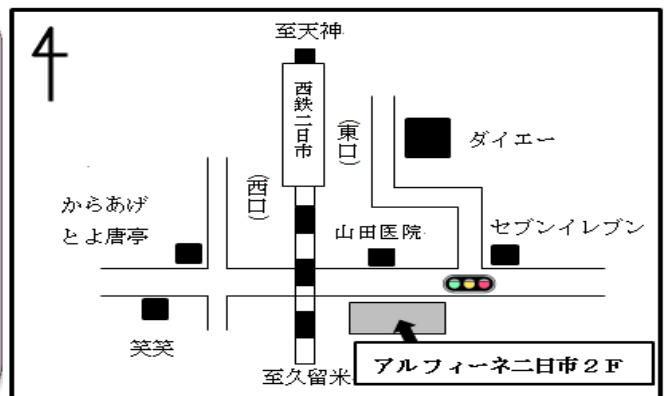 至天神
西鉄二日市
(東口)
ダイエー
(西口)
からあげ
とよ唐亭
山田医院
セブンイレブン
笑笑
至久留米
アルフィーネ二日市2F